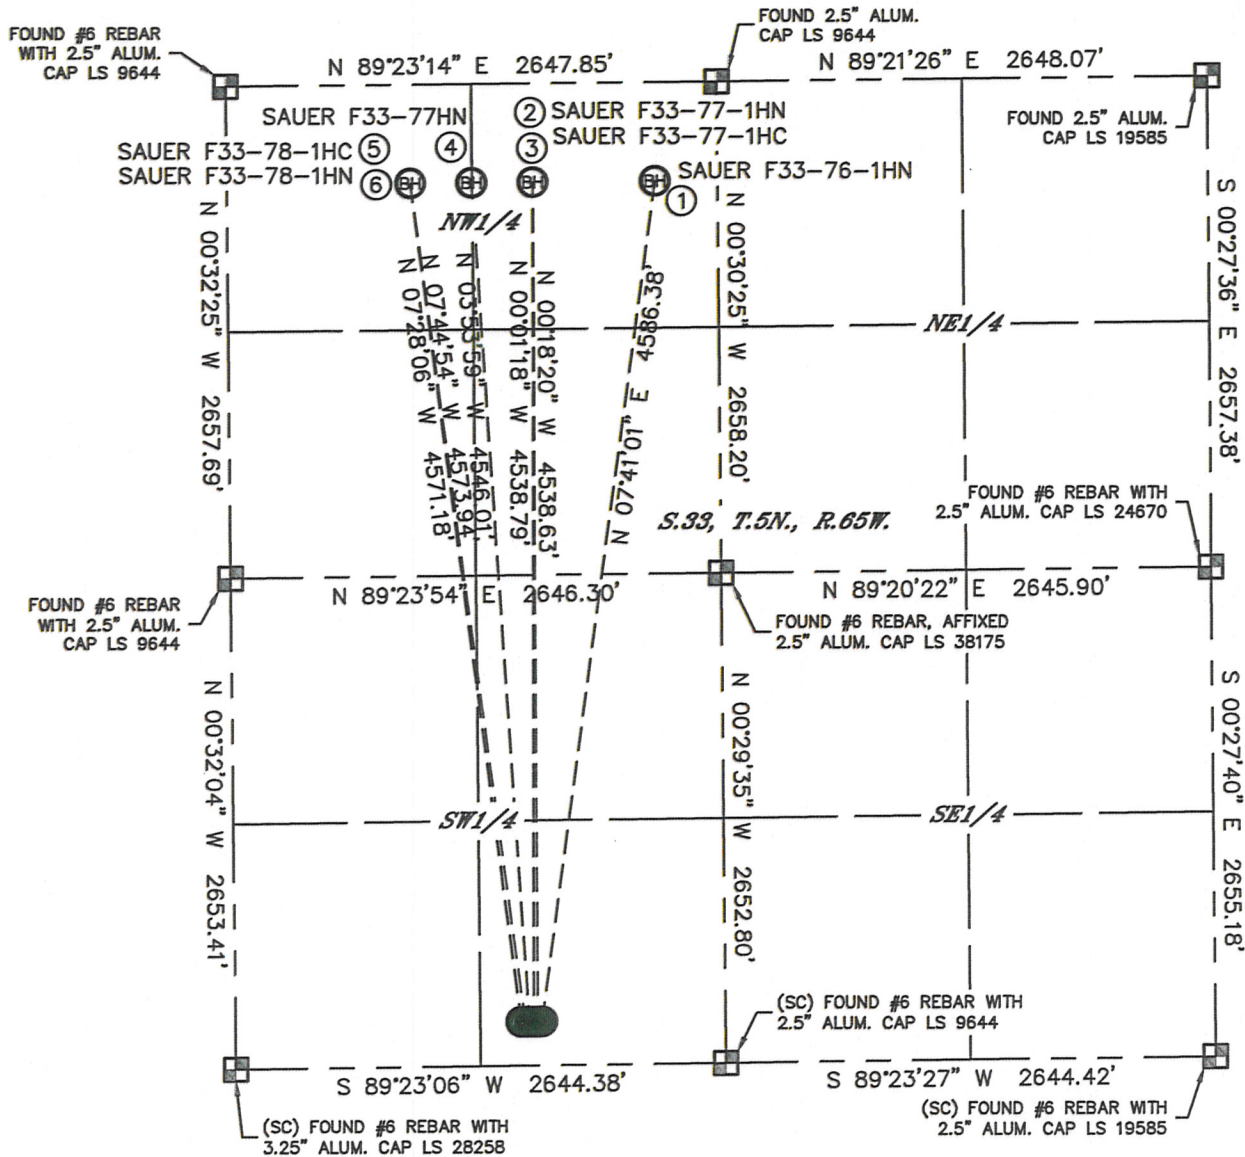 FOUND #6 REBAR
WITH 2.5" ALUM.
CAP LS 9644
FOUND 2.5" ALUM.
CAP LS 9644
N 89°23'14" E 2647.85'
N 89°21'26" E 2648.07'
FOUND 2.5" ALUM.
CAP LS 19585
SAUER F33-77HN
② SAUER F33-77-1HN
SAUER F33-78-1HC ⑤
④
③ SAUER F33-77-1HC
SAUER F33-78-1HN ⑥
BH
BH
BH
BH
SAUER F33-76-1HN
①
NW1/4
N 00°32'25" W 2657.69'
N 07°28'06" W 4571.18'
N 07°44'54" W 4573.94'
N 03°53'59" W 4546.01'
N 00°01'18" W 4538.79'
N 00°18'20" W 4538.63'
N 07°41'01" E 4586.38'
N 00°30'25" W 2658.20'
NE1/4
S 00°27'36" E 2657.38'
S.33, T.5N., R.65W.
FOUND #6 REBAR WITH
2.5" ALUM. CAP LS 24670
N 89°23'54" E 2646.30'
N 89°20'22" E 2645.90'
FOUND #6 REBAR
WITH 2.5" ALUM.
CAP LS 9644
FOUND #6 REBAR, AFFIXED
2.5" ALUM. CAP LS 38175
N 00°32'04" W 2653.41'
SW1/4
N 00°29'35" W 2652.80'
SE1/4
S 00°27'40" E 2655.18'
(SC) FOUND #6 REBAR WITH
2.5" ALUM. CAP LS 9644
S 89°23'06" W 2644.38'
S 89°23'27" W 2644.42'
(SC) FOUND #6 REBAR WITH
3.25" ALUM. CAP LS 28258
(SC) FOUND #6 REBAR WITH
2.5" ALUM. CAP LS 19585